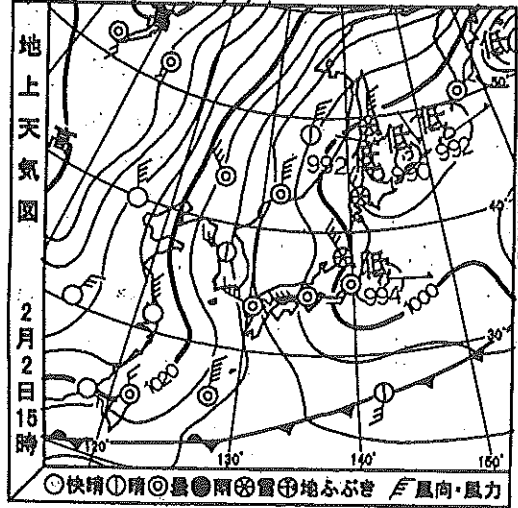 地上天気図
2月2日15時
高
低
50°
低
低
低
992
990
992
40°
低
994
1000
30°
1020
120°
130°
140°
150°
○快晴 ⦶晴 ◎曇 ●雨 ⊗雪 ⊕地ふぶき 風向・風力